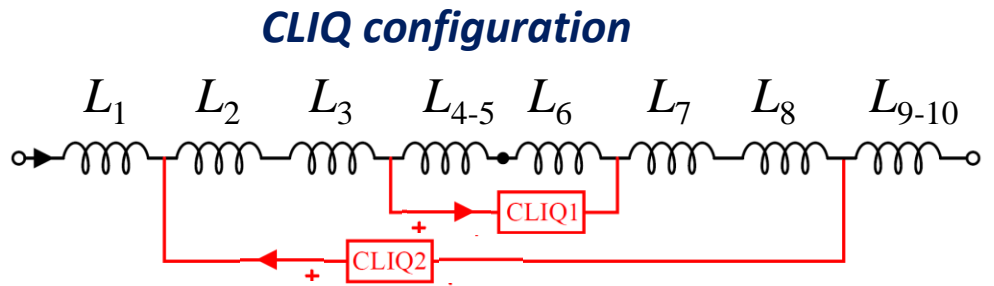 CLIQ configuration
L1 L2 L3 L4-5 L6 L7 L8 L9-10
CLIQ1
+ -
CLIQ2
+ -